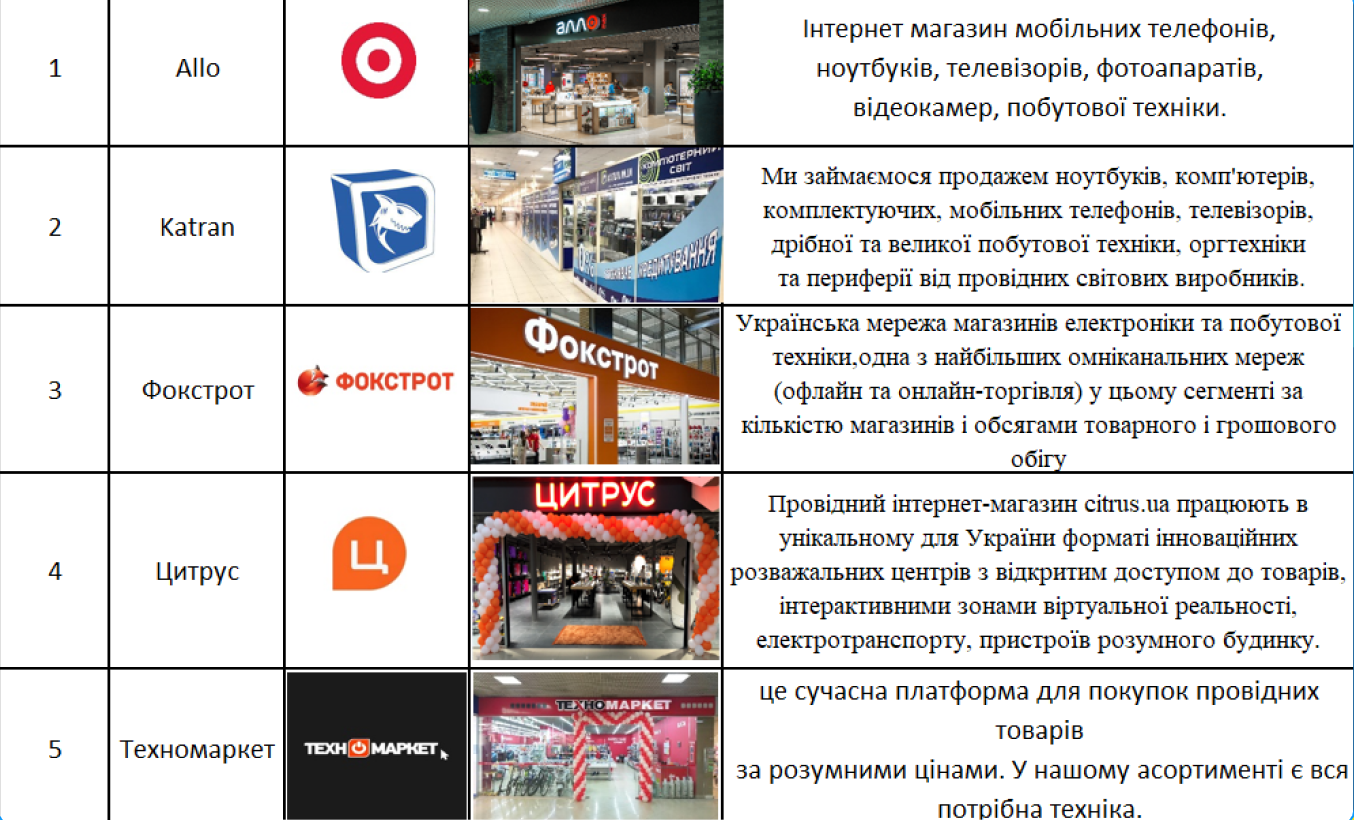 1
Allo
алло
Інтернет магазин мобільних телефонів,
ноутбуків, телевізорів, фотоапаратів,
відеокамер, побутової техніки.
2
Katran
КОМП'ЮТЕРНИЙ
СВІТ
КРЕДИТУВАННЯ
Ми займаємося продажем ноутбуків, комп'ютерів,
комплектуючих, мобільних телефонів, телевізорів,
дрібної та великої побутової техніки, оргтехніки
та периферії від провідних світових виробників.
3
Фокстрот
ФОКСТРОТ
Фокстрот
Українська мережа магазинів електроніки та побутової
техніки,одна з найбільших омніканальних мереж
(офлайн та онлайн-торгівля) у цьому сегменті за
кількістю магазинів і обсягами товарного і грошового
обігу
4
Цитрус
Ц
ЦИТРУС
Провідний інтернет-магазин citrus.ua працюють в
унікальному для України форматі інноваційних
розважальних центрів з відкритим доступом до товарів,
інтерактивними зонами віртуальної реальності,
електротранспорту, пристроїв розумного будинку.
5
Техномаркет
ТЕХНОМАРКЕТ
ТЕХНОМАРКЕТ
це сучасна платформа для покупок провідних
товарів
за розумними цінами. У нашому асортименті є вся
потрібна техніка.